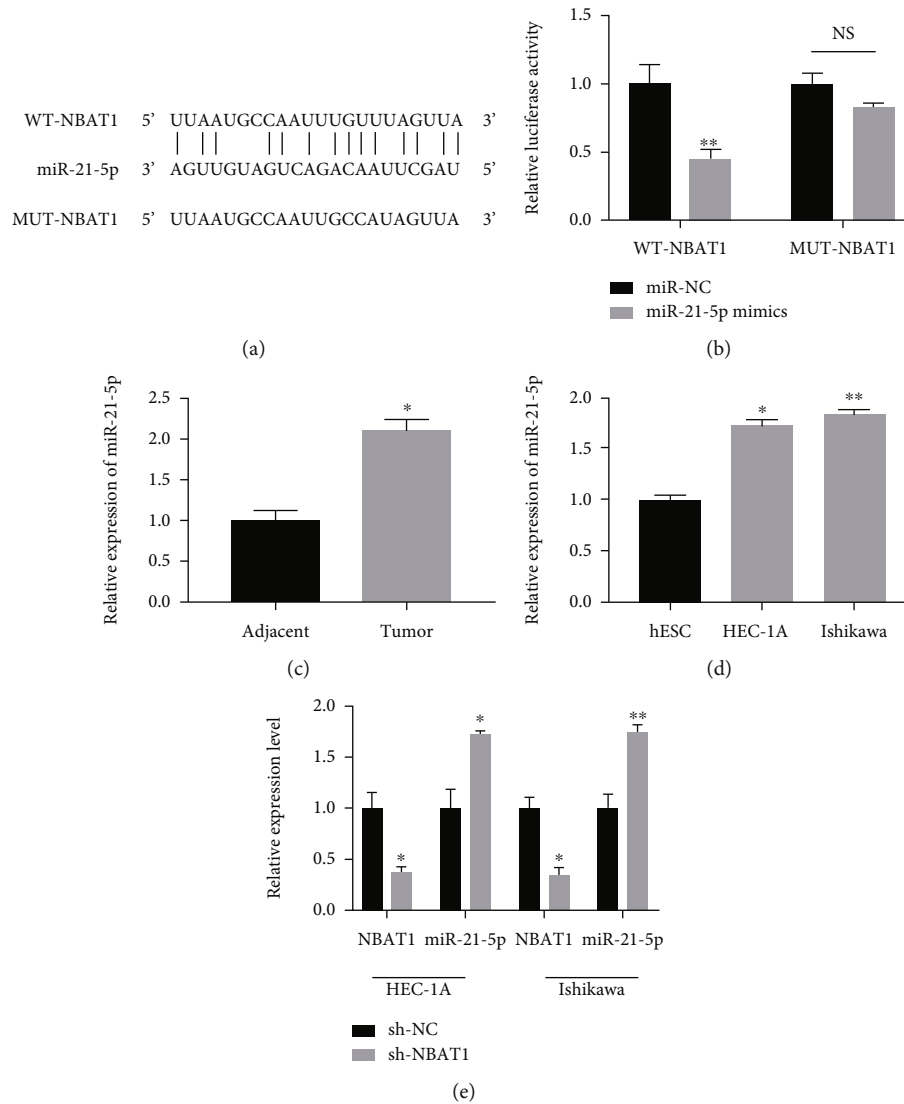 WT-NBAT1 5’ UUAAUGCCAAUUUGUUUAGUUA 3’
miR-21-5p 3’ AGUUGUAGUCAGACAAUUCGAU 5’
MUT-NBAT1 5’ UUAAUGCCAAUUGCCAUAGUUA 3’
(a)
Relative luciferase activity
1.5
1.0
0.5
0.0
NS
**
WT-NBAT1 MUT-NBAT1
miR-NC
miR-21-5p mimics
(b)
Relative expression of miR-21-5p
2.5
2.0
1.5
1.0
0.5
0.0
*
Adjacent Tumor
(c)
Relative expression of miR-21-5p
2.0
1.5
1.0
0.5
0.0
* **
hESC HEC-1A Ishikawa
(d)
Relative expression level
2.0
1.5
1.0
0.5
0.0
* **
* *
NBAT1 miR-21-5p NBAT1 miR-21-5p
HEC-1A Ishikawa
sh-NC
sh-NBAT1
(e)